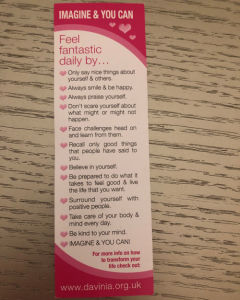 IMAGINE & YOU CAN
Feel
fantastic
daily by...
Only say nice things about
yourself & others.
Always smile & be happy.
Always praise yourself.
Don't scare yourself about
what might or might not
happen.
Face challenges head on
and learn from them.
Recall only good things
that people have said to
you.
Believe in yourself.
Be prepared to do what it
takes to feel good & live
the life that you want.
Surround yourself with
positive people.
Take care of your body &
mind every day.
Be kind to your mind.
IMAGINE & YOU CAN!
For more info on how
to transform your
life check out:
www.davinia.org.uk